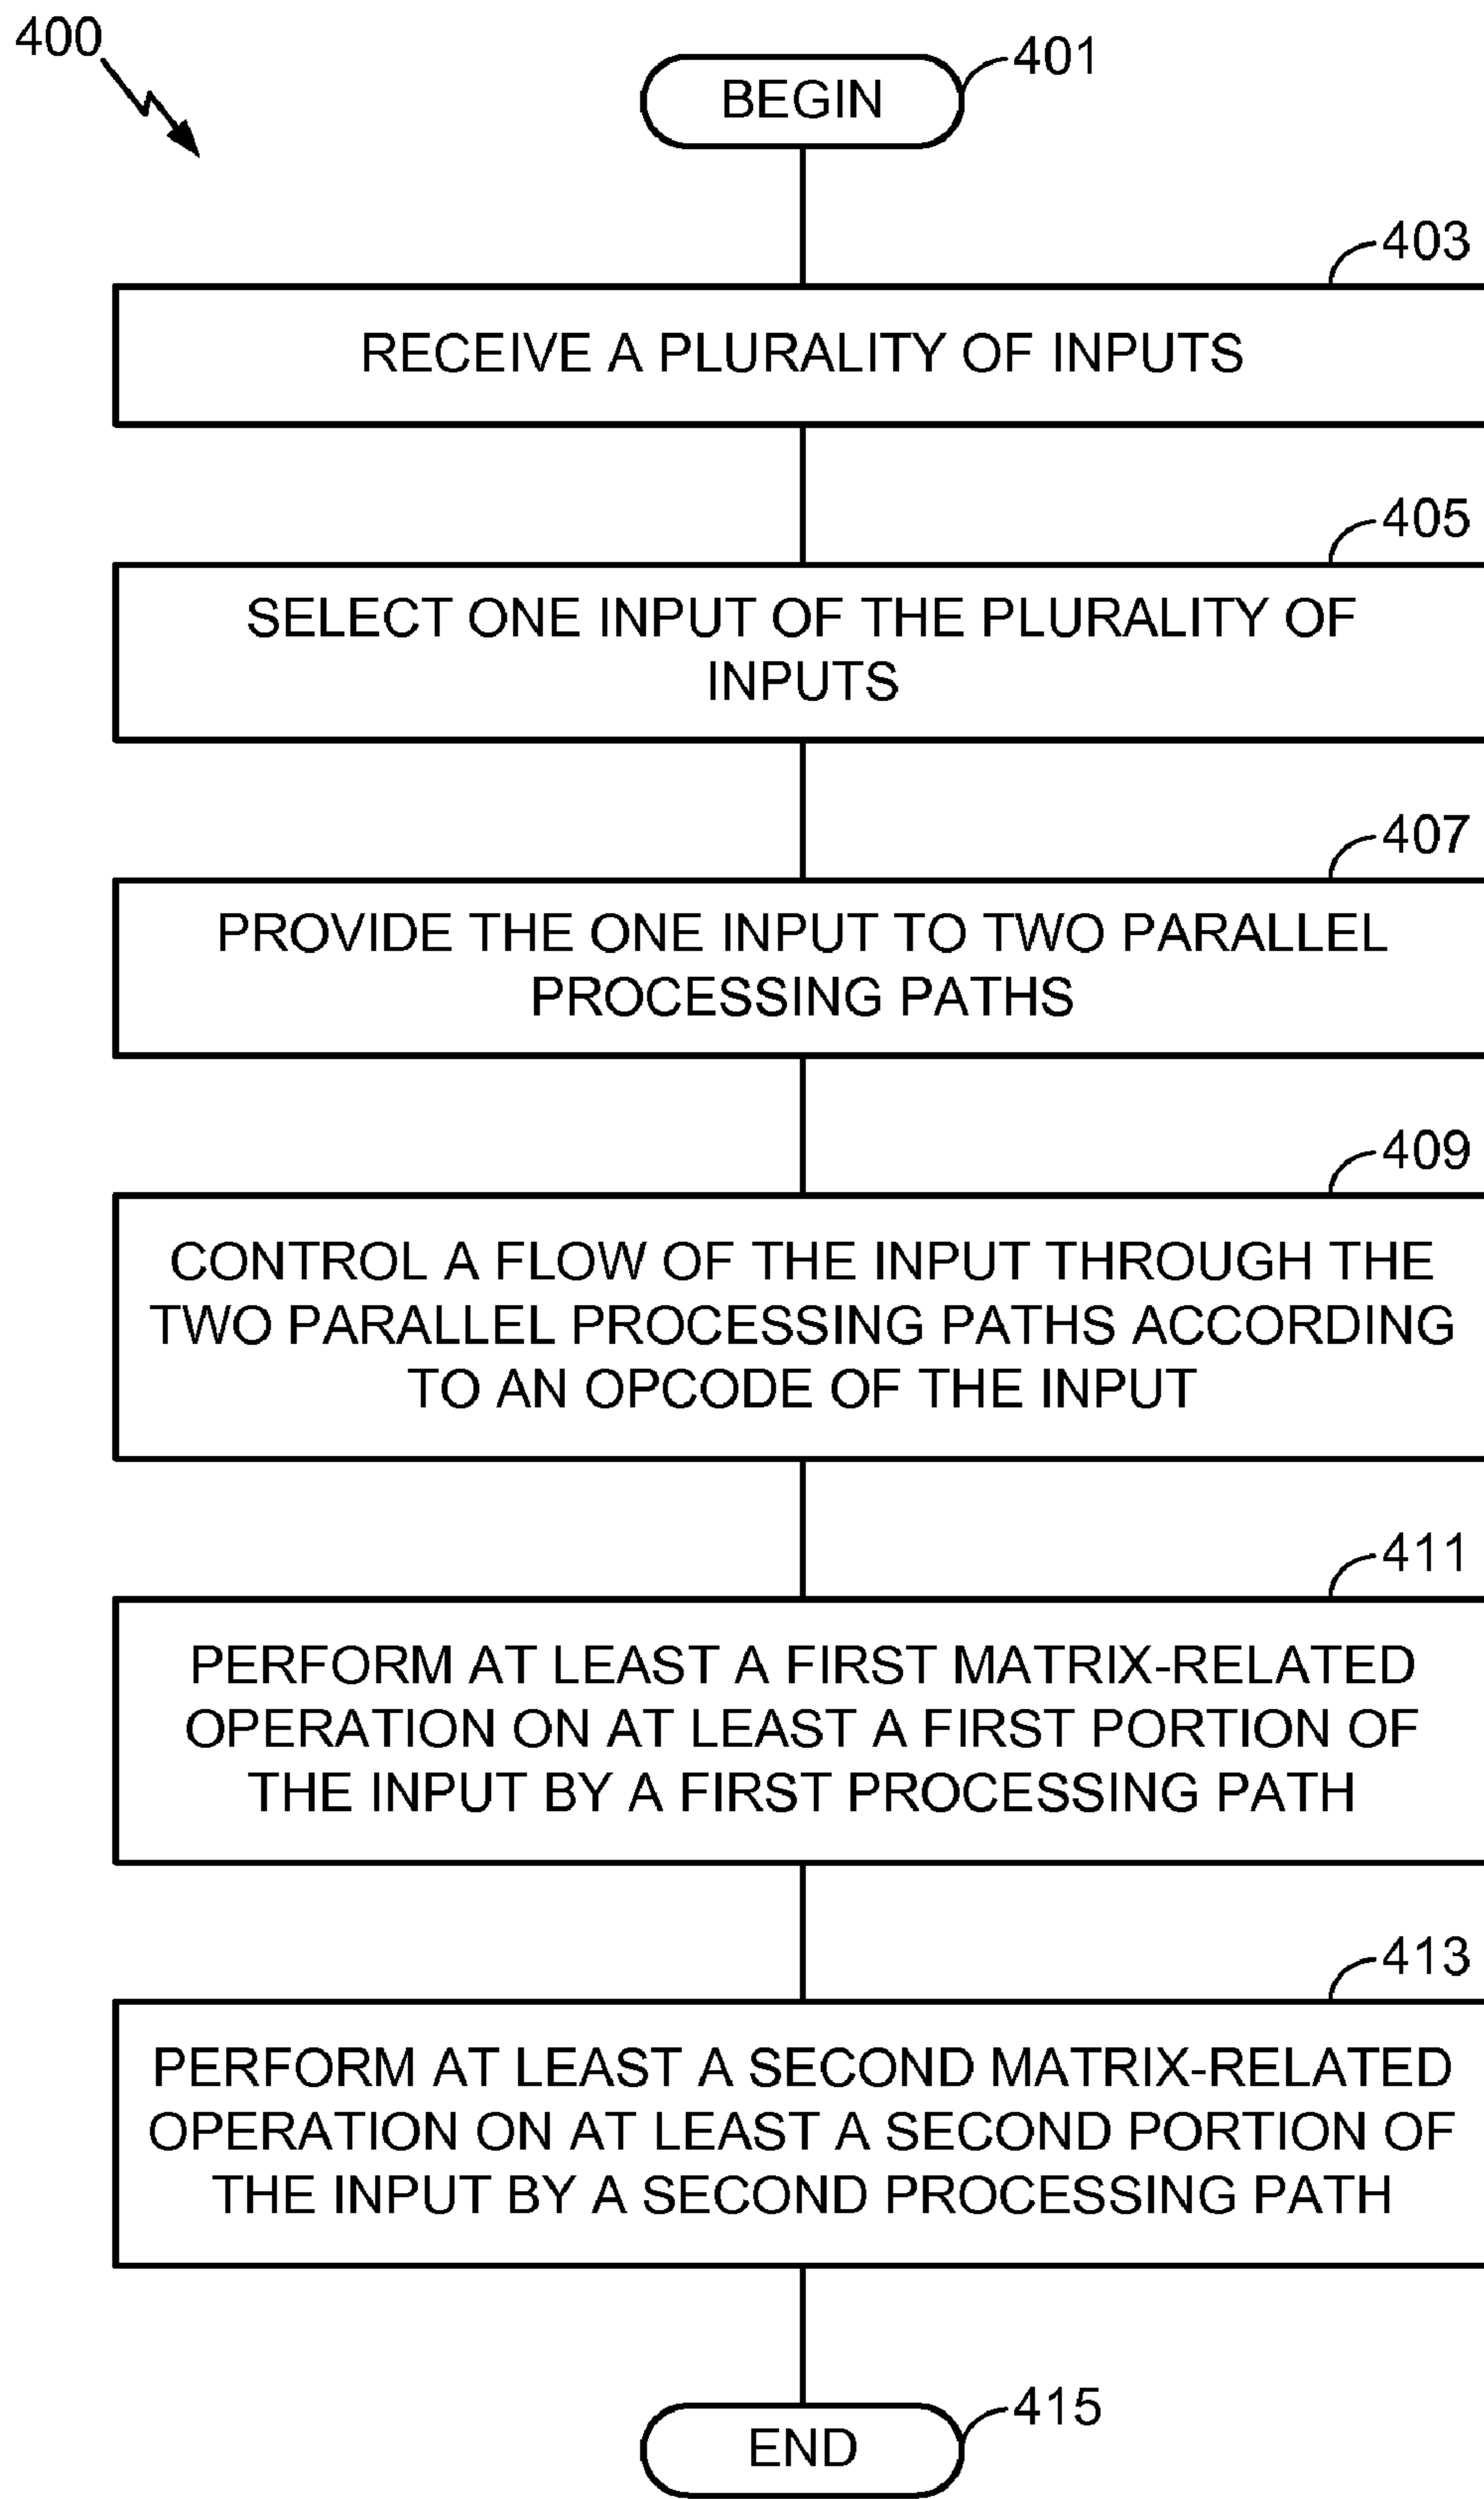 400
BEGIN
401
403
RECEIVE A PLURALITY OF INPUTS
405
SELECT ONE INPUT OF THE PLURALITY OF
INPUTS
407
PROVIDE THE ONE INPUT TO TWO PARALLEL
PROCESSING PATHS
409
CONTROL A FLOW OF THE INPUT THROUGH THE
TWO PARALLEL PROCESSING PATHS ACCORDING
TO AN OPCODE OF THE INPUT
411
PERFORM AT LEAST A FIRST MATRIX-RELATED
OPERATION ON AT LEAST A FIRST PORTION OF
THE INPUT BY A FIRST PROCESSING PATH
413
PERFORM AT LEAST A SECOND MATRIX-RELATED
OPERATION ON AT LEAST A SECOND PORTION OF
THE INPUT BY A SECOND PROCESSING PATH
415
END